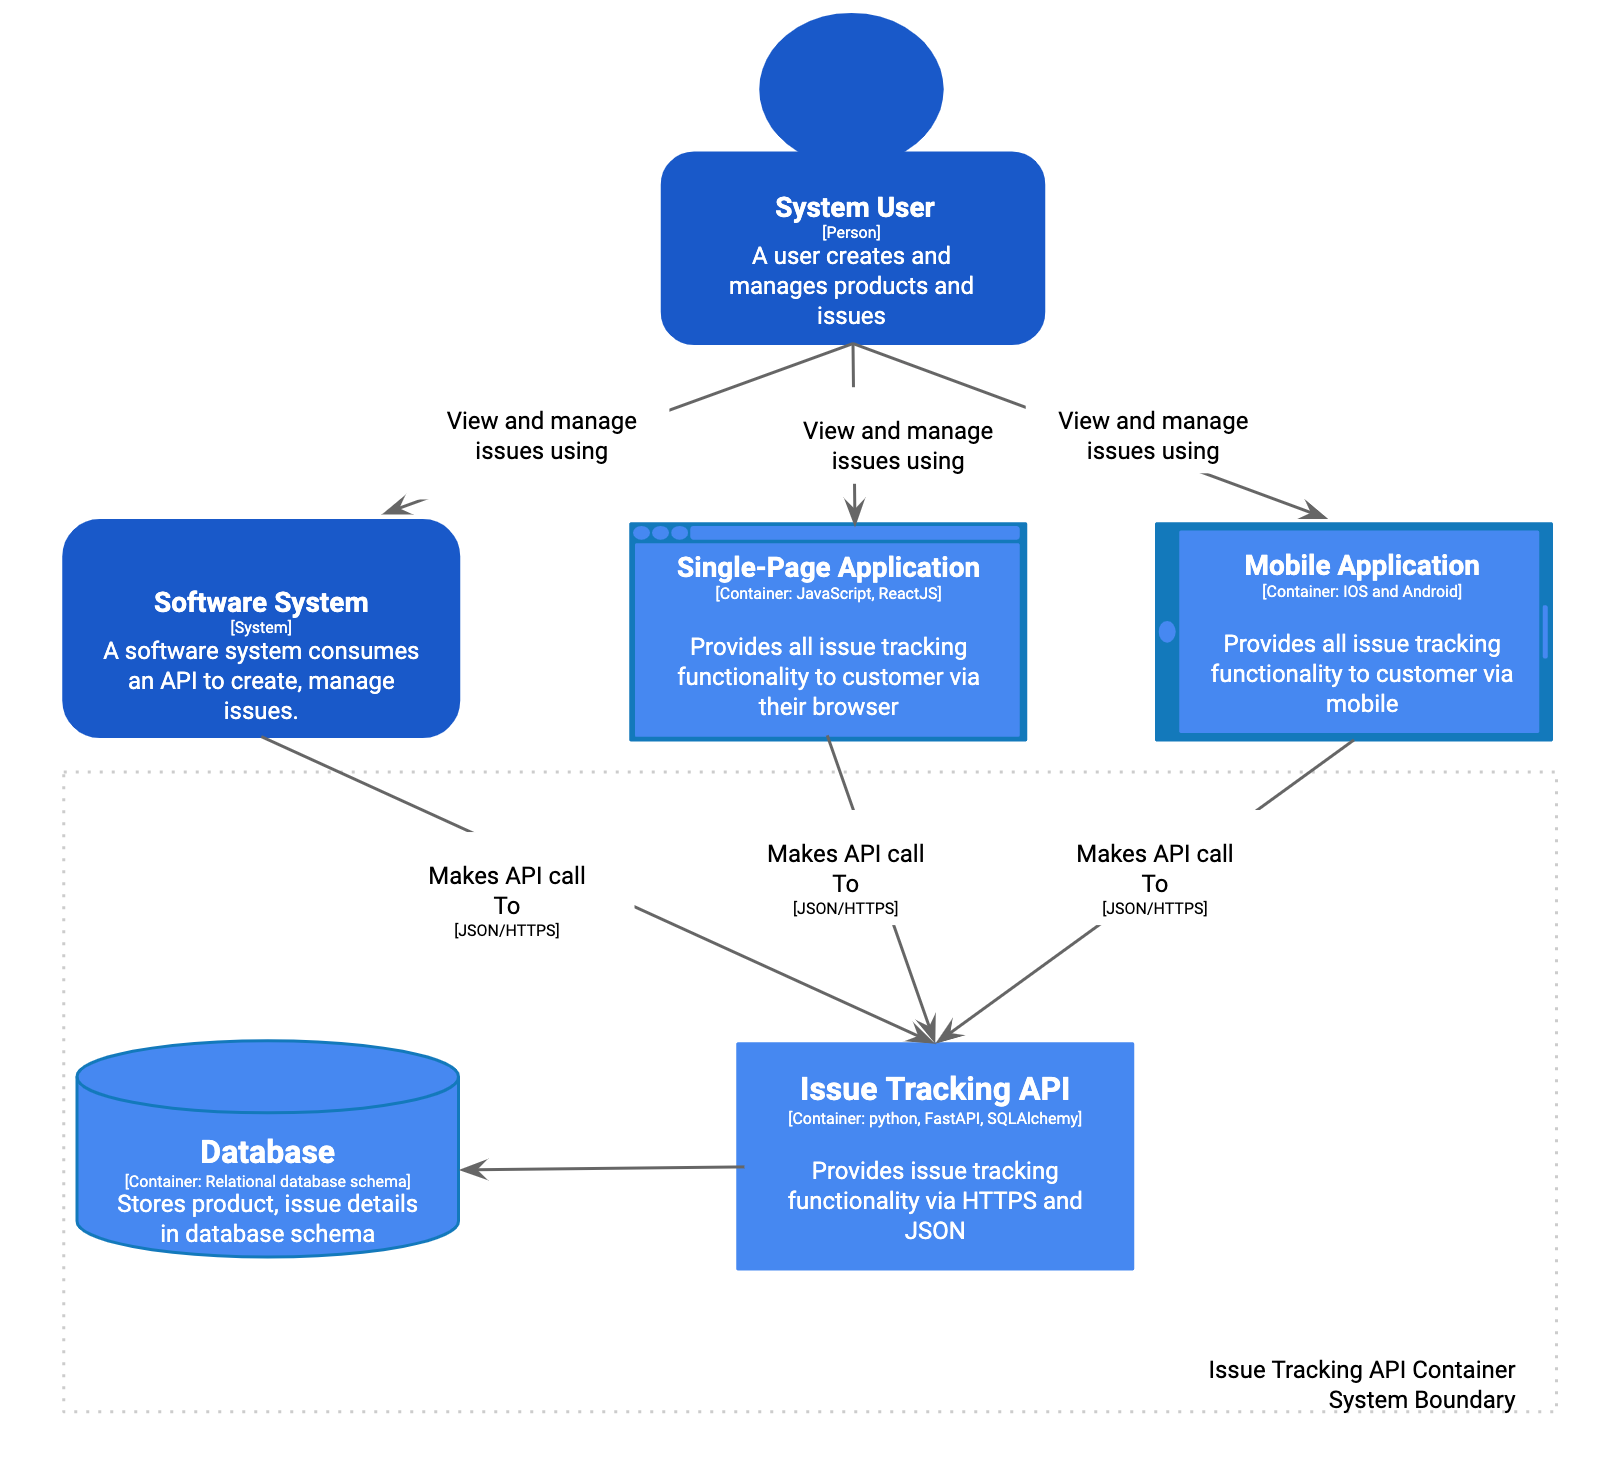 System User
[Person]
A user creates and
manages products and
issues
View and manage
issues using
View and manage
issues using
View and manage
issues using
Software System
[System]
A software system consumes
an API to create, manage
issues.
Single-Page Application
[Container: JavaScript, ReactJS]
Provides all issue tracking
functionality to customer via
their browser
Mobile Application
[Container: IOS and Android]
Provides all issue tracking
functionality to customer via
mobile
Makes API call
To
[JSON/HTTPS]
Makes API call
To
[JSON/HTTPS]
Makes API call
To
[JSON/HTTPS]
Database
[Container: Relational database schema]
Stores product, issue details
in database schema
Issue Tracking API
[Container: python, FastAPI, SQLAlchemy]
Provides issue tracking
functionality via HTTPS and
JSON
Issue Tracking API Container
System Boundary